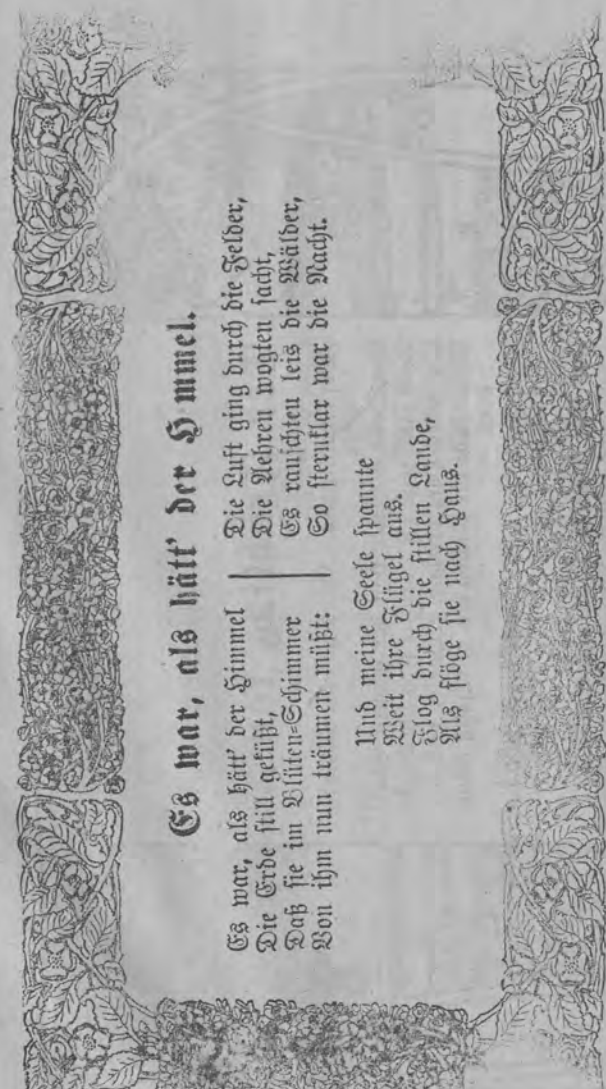 Es war, als hätt' der H mmel.
Es war, als hätt' der Himmel
Die Erde still geküßt,
Daß sie im Blüten-Schimmer
Von ihm nun träumen müßt:
Die Luft ging durch die Felder,
Die Aehren wogten sacht,
Es rauschten leis die Wälder,
So sternklar war die Nacht.
Und meine Seele spannte
Weit ihre Flügel aus.
Flog durch die stillen Lande,
Als flöge sie nach Haus.